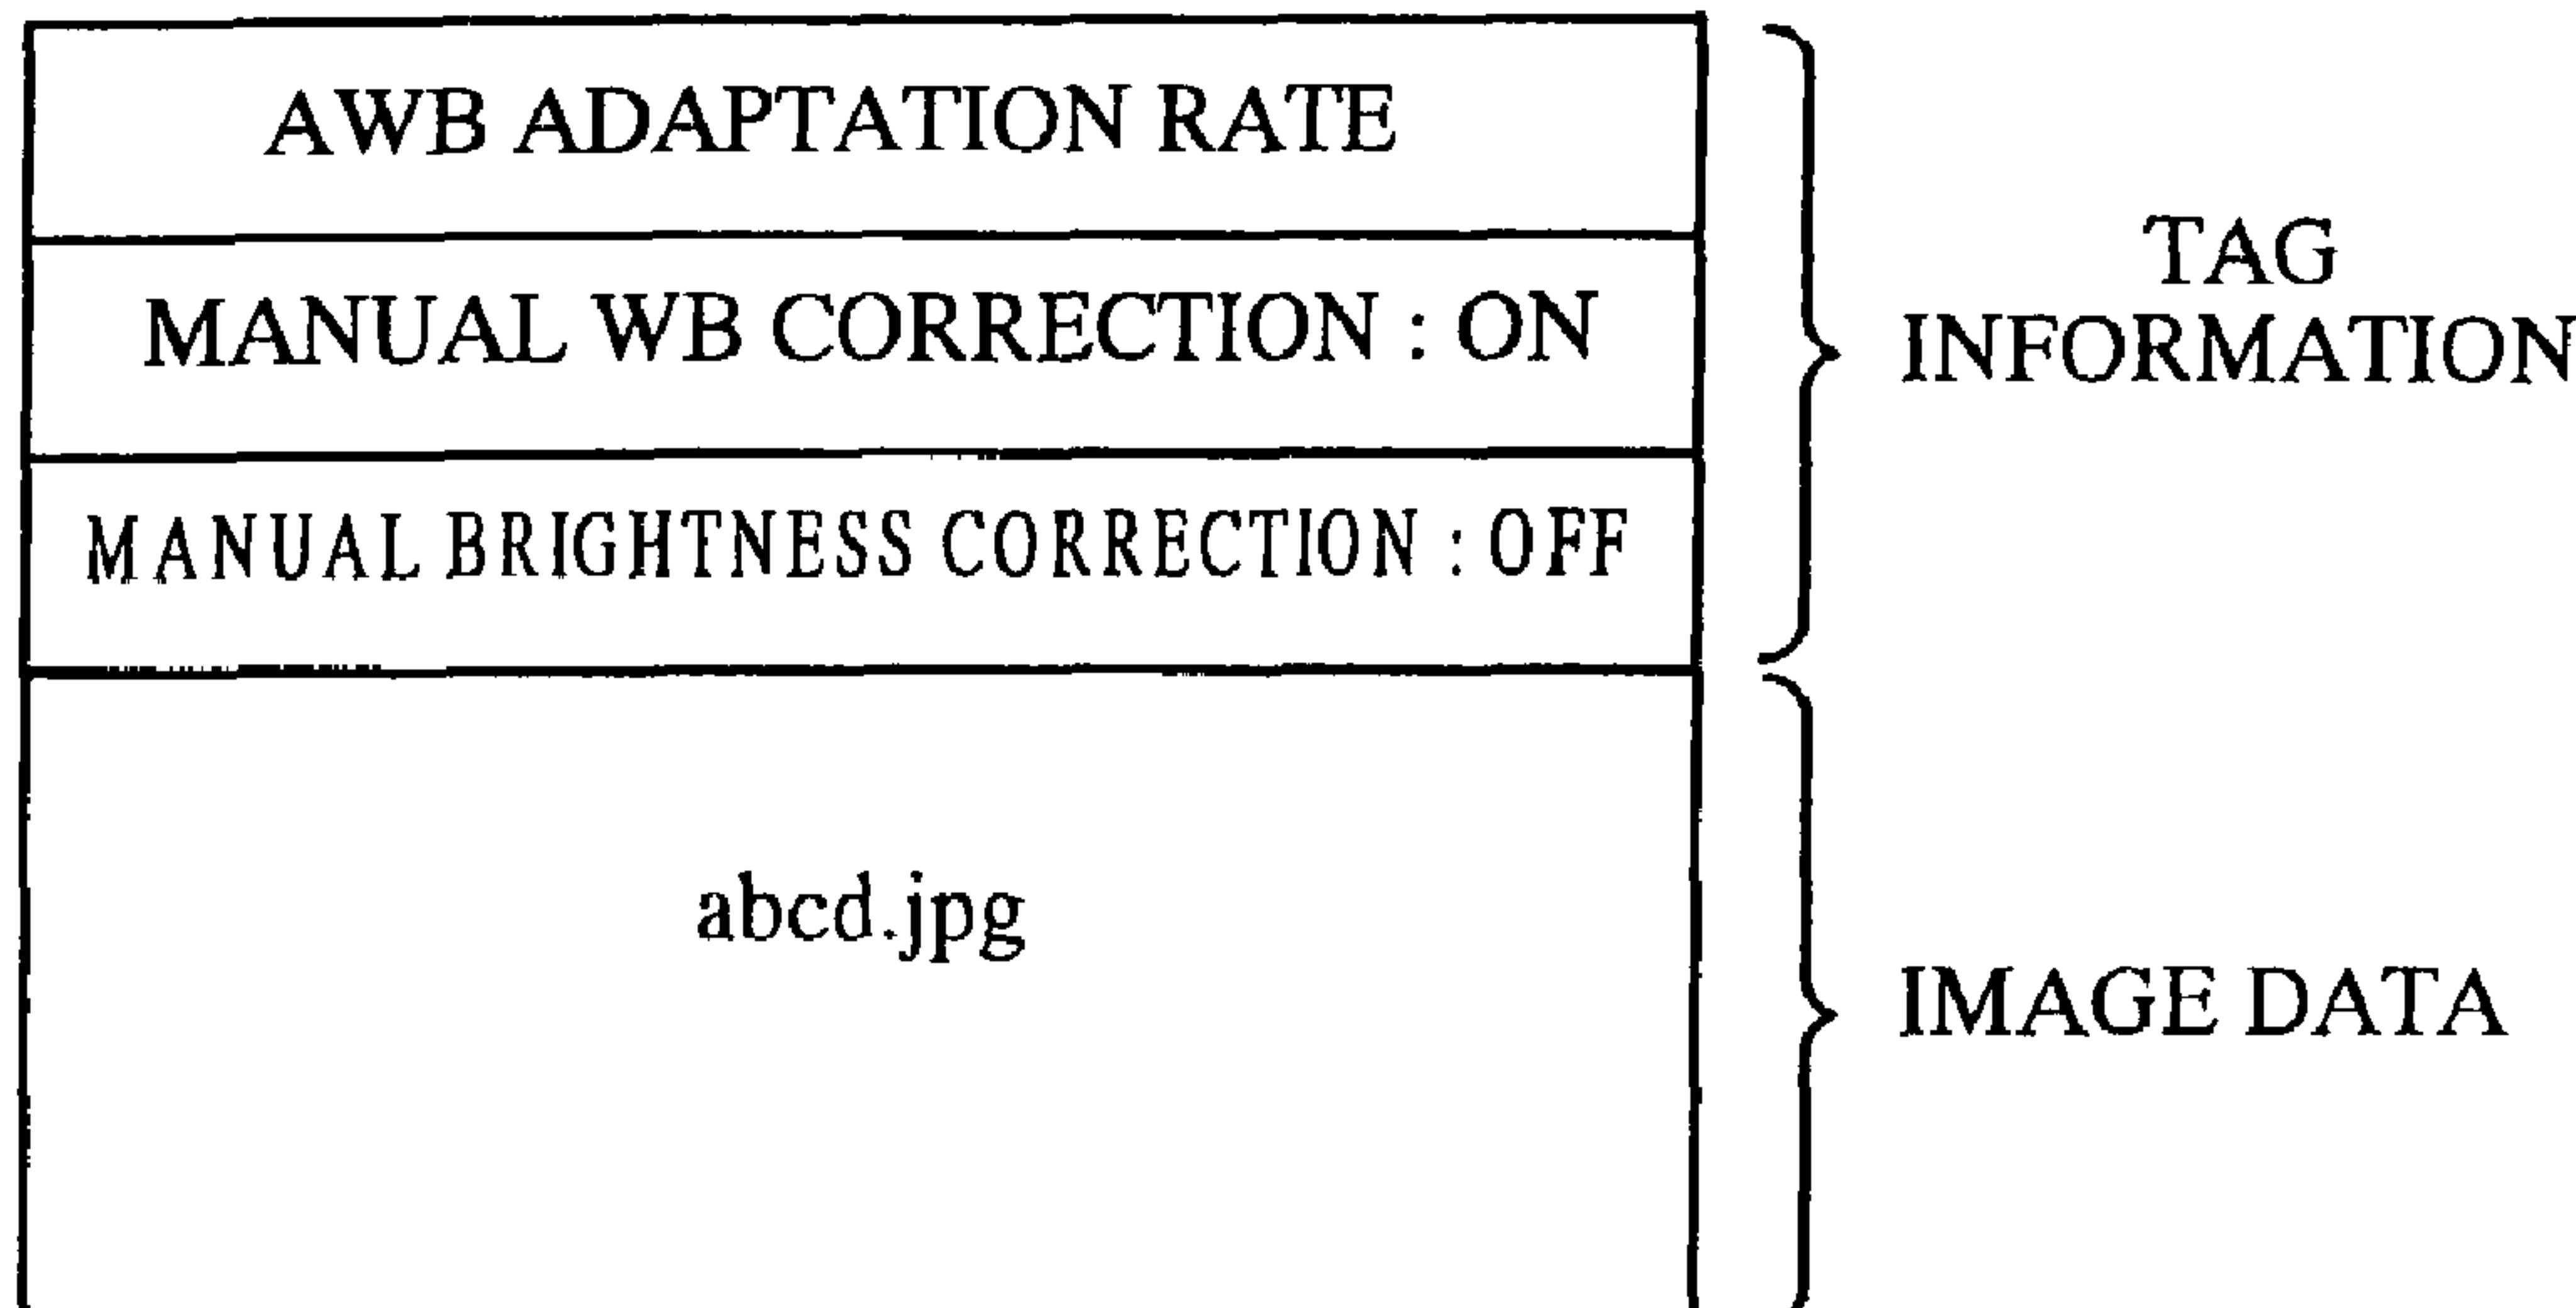 AWB ADAPTATION RATE
MANUAL WB CORRECTION : ON
MANUAL BRIGHTNESS CORRECTION : OFF
TAG
INFORMATION
abcd.jpg
IMAGE DATA